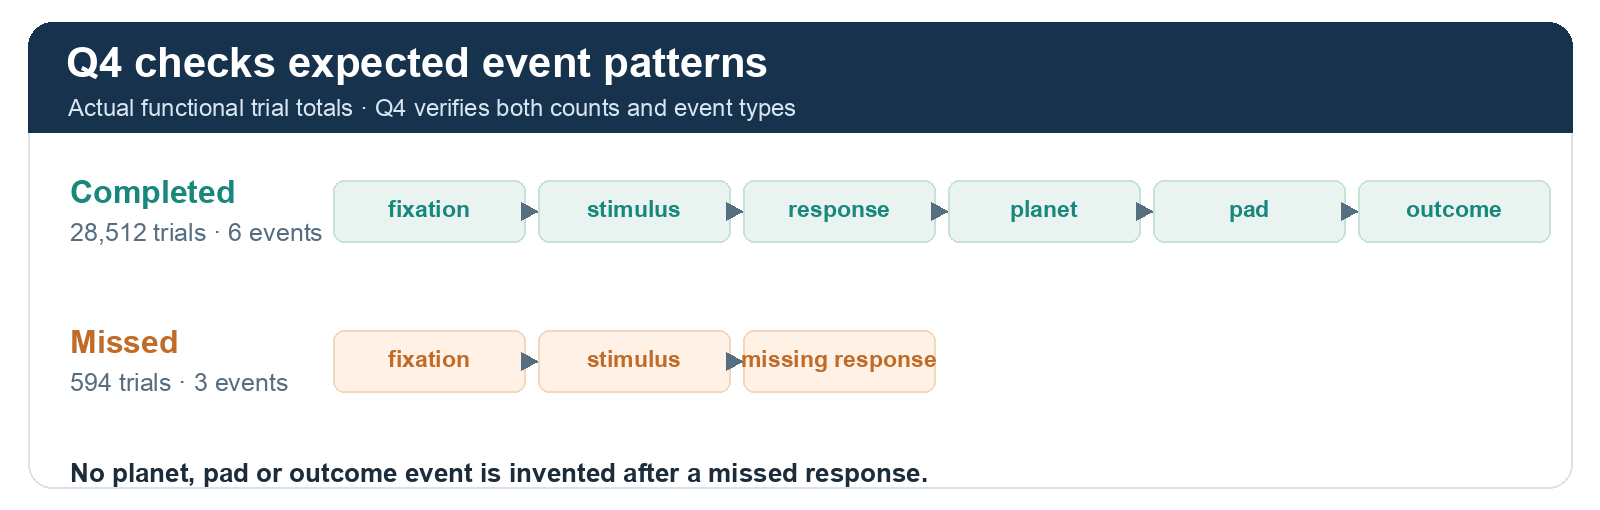 Q4 checks expected event patterns
Actual functional trial totals · Q4 verifies both counts and event types
Completed
28,512 trials · 6 events
fixation
stimulus
response
planet
pad
outcome
Missed
594 trials · 3 events
fixation
stimulus
missing response
No planet, pad or outcome event is invented after a missed response.